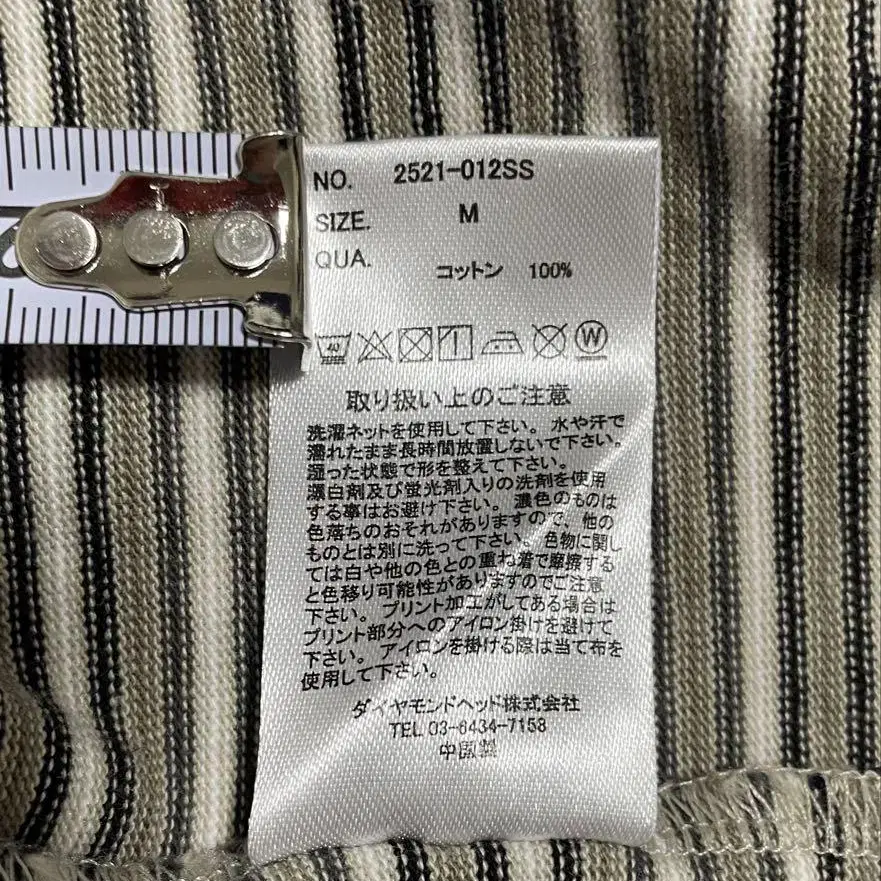 NO. 2521-012SS
SIZE. M
QUA.
コットン 100%
40
W
取り扱い上のご注意
洗濯ネットを使用して下さい。水や汗で
濡れたまま長時間放置しないで下さい。
湿った状態で形を整えて下さい。
漂白剤及び蛍光剤入りの洗剤を使用
する事はお避け下さい。濃色のものは
色落ちのおそれがありますので、他の
ものとは別に洗って下さい。色物に関し
ては白や他の色との重ね着で摩擦する
と色移り可能性がありますのでご注意
下さい。プリント加工がしてある場合は
プリント部分へのアイロン掛けを避けて
下さい。アイロンを掛ける際は当て布を
使用して下さい。
ダイヤモンドヘッド株式会社
TEL 03-6434-7158
中国製